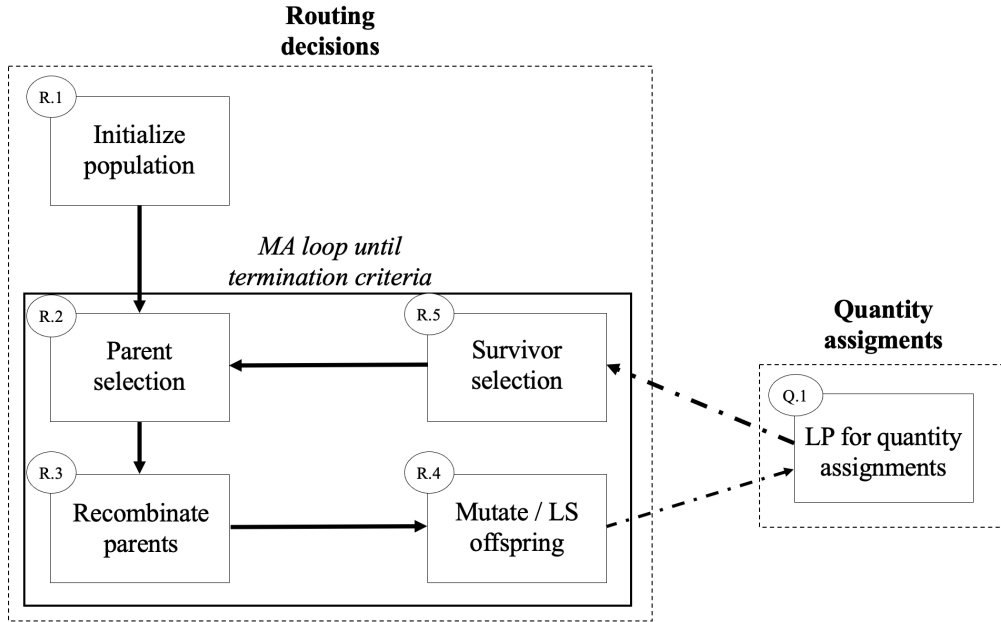 Routing
decisions
R.1
Initialize
population
MA loop until
termination criteria
R.2
Parent
selection
R.5
Survivor
selection
R.3
Recombinate
parents
R.4
Mutate / LS
offspring
Quantity
assigments
Q.1
LP for quantity
assignments